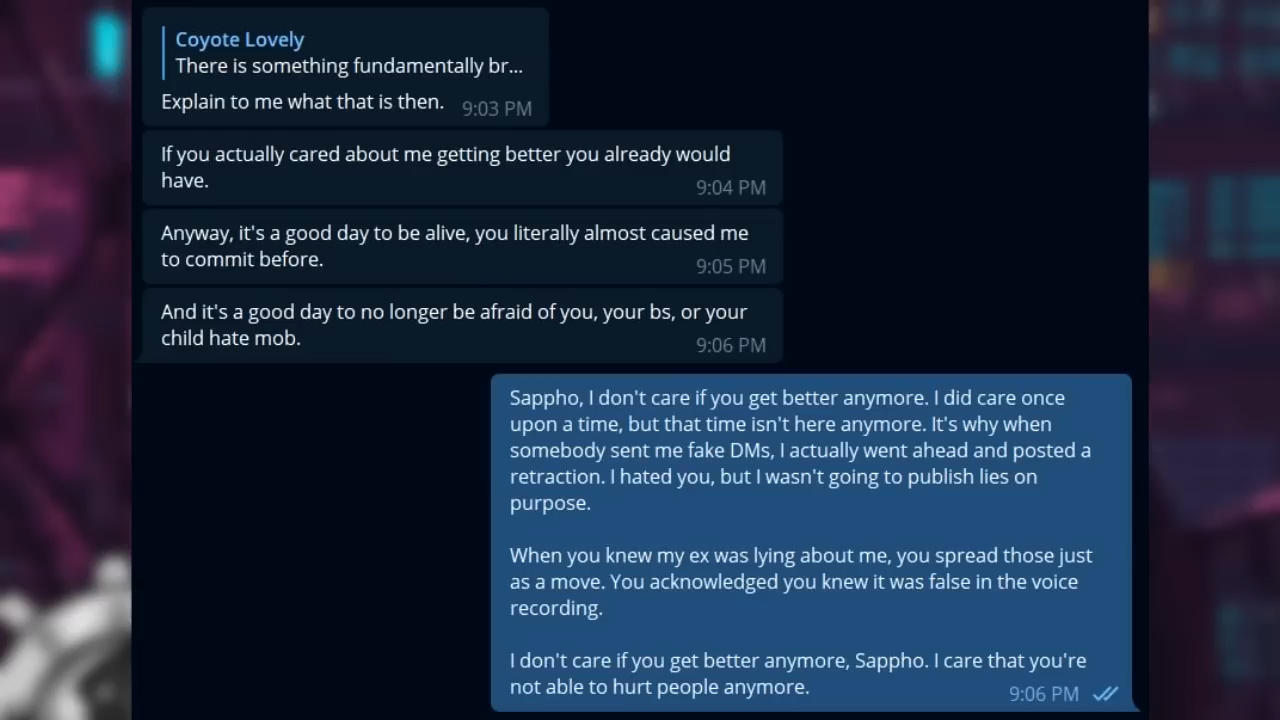 Coyote Lovely
There is something fundamentally br...
Explain to me what that is then. 9:03 PM
If you actually cared about me getting better you already would
have. 9:04 PM
Anyway, it's a good day to be alive, you literally almost caused me
to commit before. 9:05 PM
And it's a good day to no longer be afraid of you, your bs, or your
child hate mob. 9:06 PM
Sappho, I don't care if you get better anymore. I did care once
upon a time, but that time isn't here anymore. It's why when
somebody sent me fake DMs, I actually went ahead and posted a
retraction. I hated you, but I wasn't going to publish lies on
purpose.
When you knew my ex was lying about me, you spread those just
as a move. You acknowledged you knew it was false in the voice
recording.
I don't care if you get better anymore, Sappho. I care that you're
not able to hurt people anymore. 9:06 PM